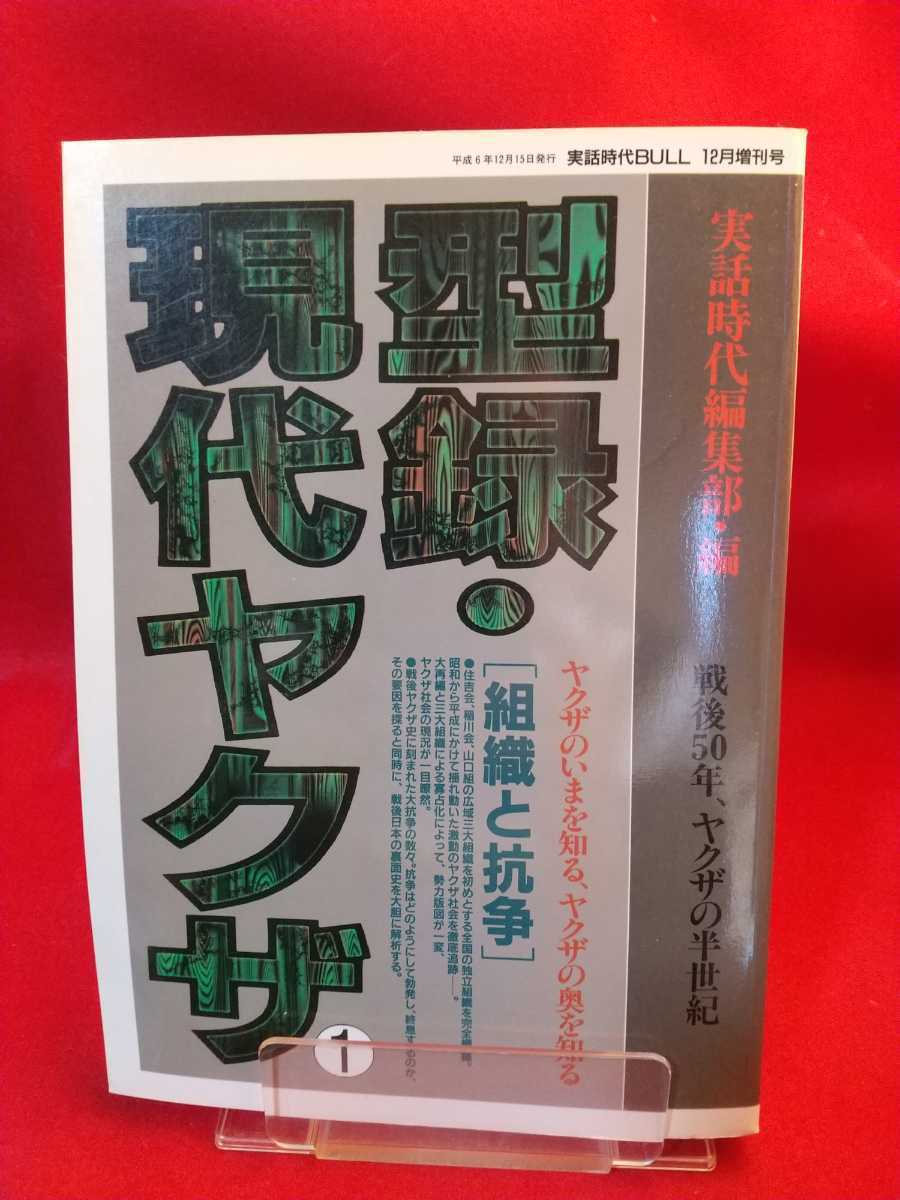 平成6年12月15日発行 実話時代BULL 12月増刊号
実話時代編集部・編
戦後50年、ヤクザの半世紀
型録・
現代ヤクザ
1
ヤクザのいまを知る、ヤクザの奥を知る
[組織と抗争]
●住吉会、稲川会、山口組の広域三大組織を初めとする全国の独立組織を完全
昭和から平成にかけて揺れ動いた激動のヤクザ社会を徹底追跡──。
大再編と三大組織による寡占化によって、勢力版図が一変、
ヤクザ社会の現況が一目瞭然。
●戦後ヤクザ史に刻まれた大抗争の数々。抗争はどのようにして勃発し、終息するのか、
その要因を探ると同時に、戦後日本の裏面史を大胆に解析する。